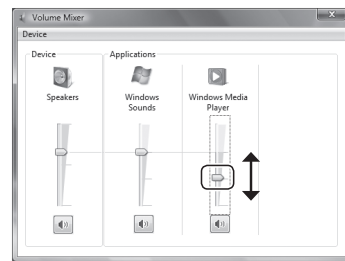 Volume Mixer
Device
Device
Applications
Speakers
Windows
Sounds
Windows Media
Player